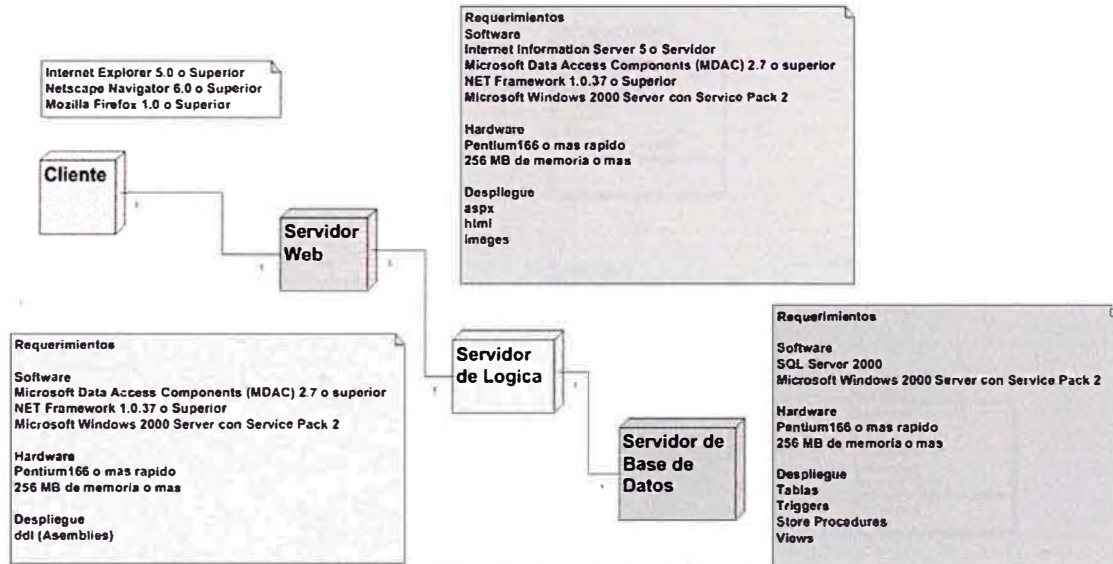 Internet Explorer 5.0 o Superior
Netscape Navigator 6.0 o Superior
Mozilla Firefox 1.0 o Superior
Requerimientos
Software
Internet Information Server 5 o Servidor
Microsoft Data Access Components (MDAC) 2.7 o superior
NET Framework 1.0.37 o Superior
Microsoft Windows 2000 Server con Service Pack 2
Hardware
Pentium166 o mas rapido
256 MB de memoria o mas
Despliegue
aspx
html
images
Cliente
Servidor
Web
Servidor
de Logica
Servidor de
Base de
Datos
Requerimientos
Software
Microsoft Data Access Components (MDAC) 2.7 o superior
NET Framework 1.0.37 o Superior
Microsoft Windows 2000 Server con Service Pack 2
Hardware
Pentium166 o mas rapido
256 MB de memoria o mas
Despliegue
ddl (Asemblies)
Requerimientos
Software
SQL Server 2000
Microsoft Windows 2000 Server con Service Pack 2
Hardware
Pentium166 o mas rapido
256 MB de memoria o mas
Despliegue
Tablas
Triggers
Store Procedures
Views